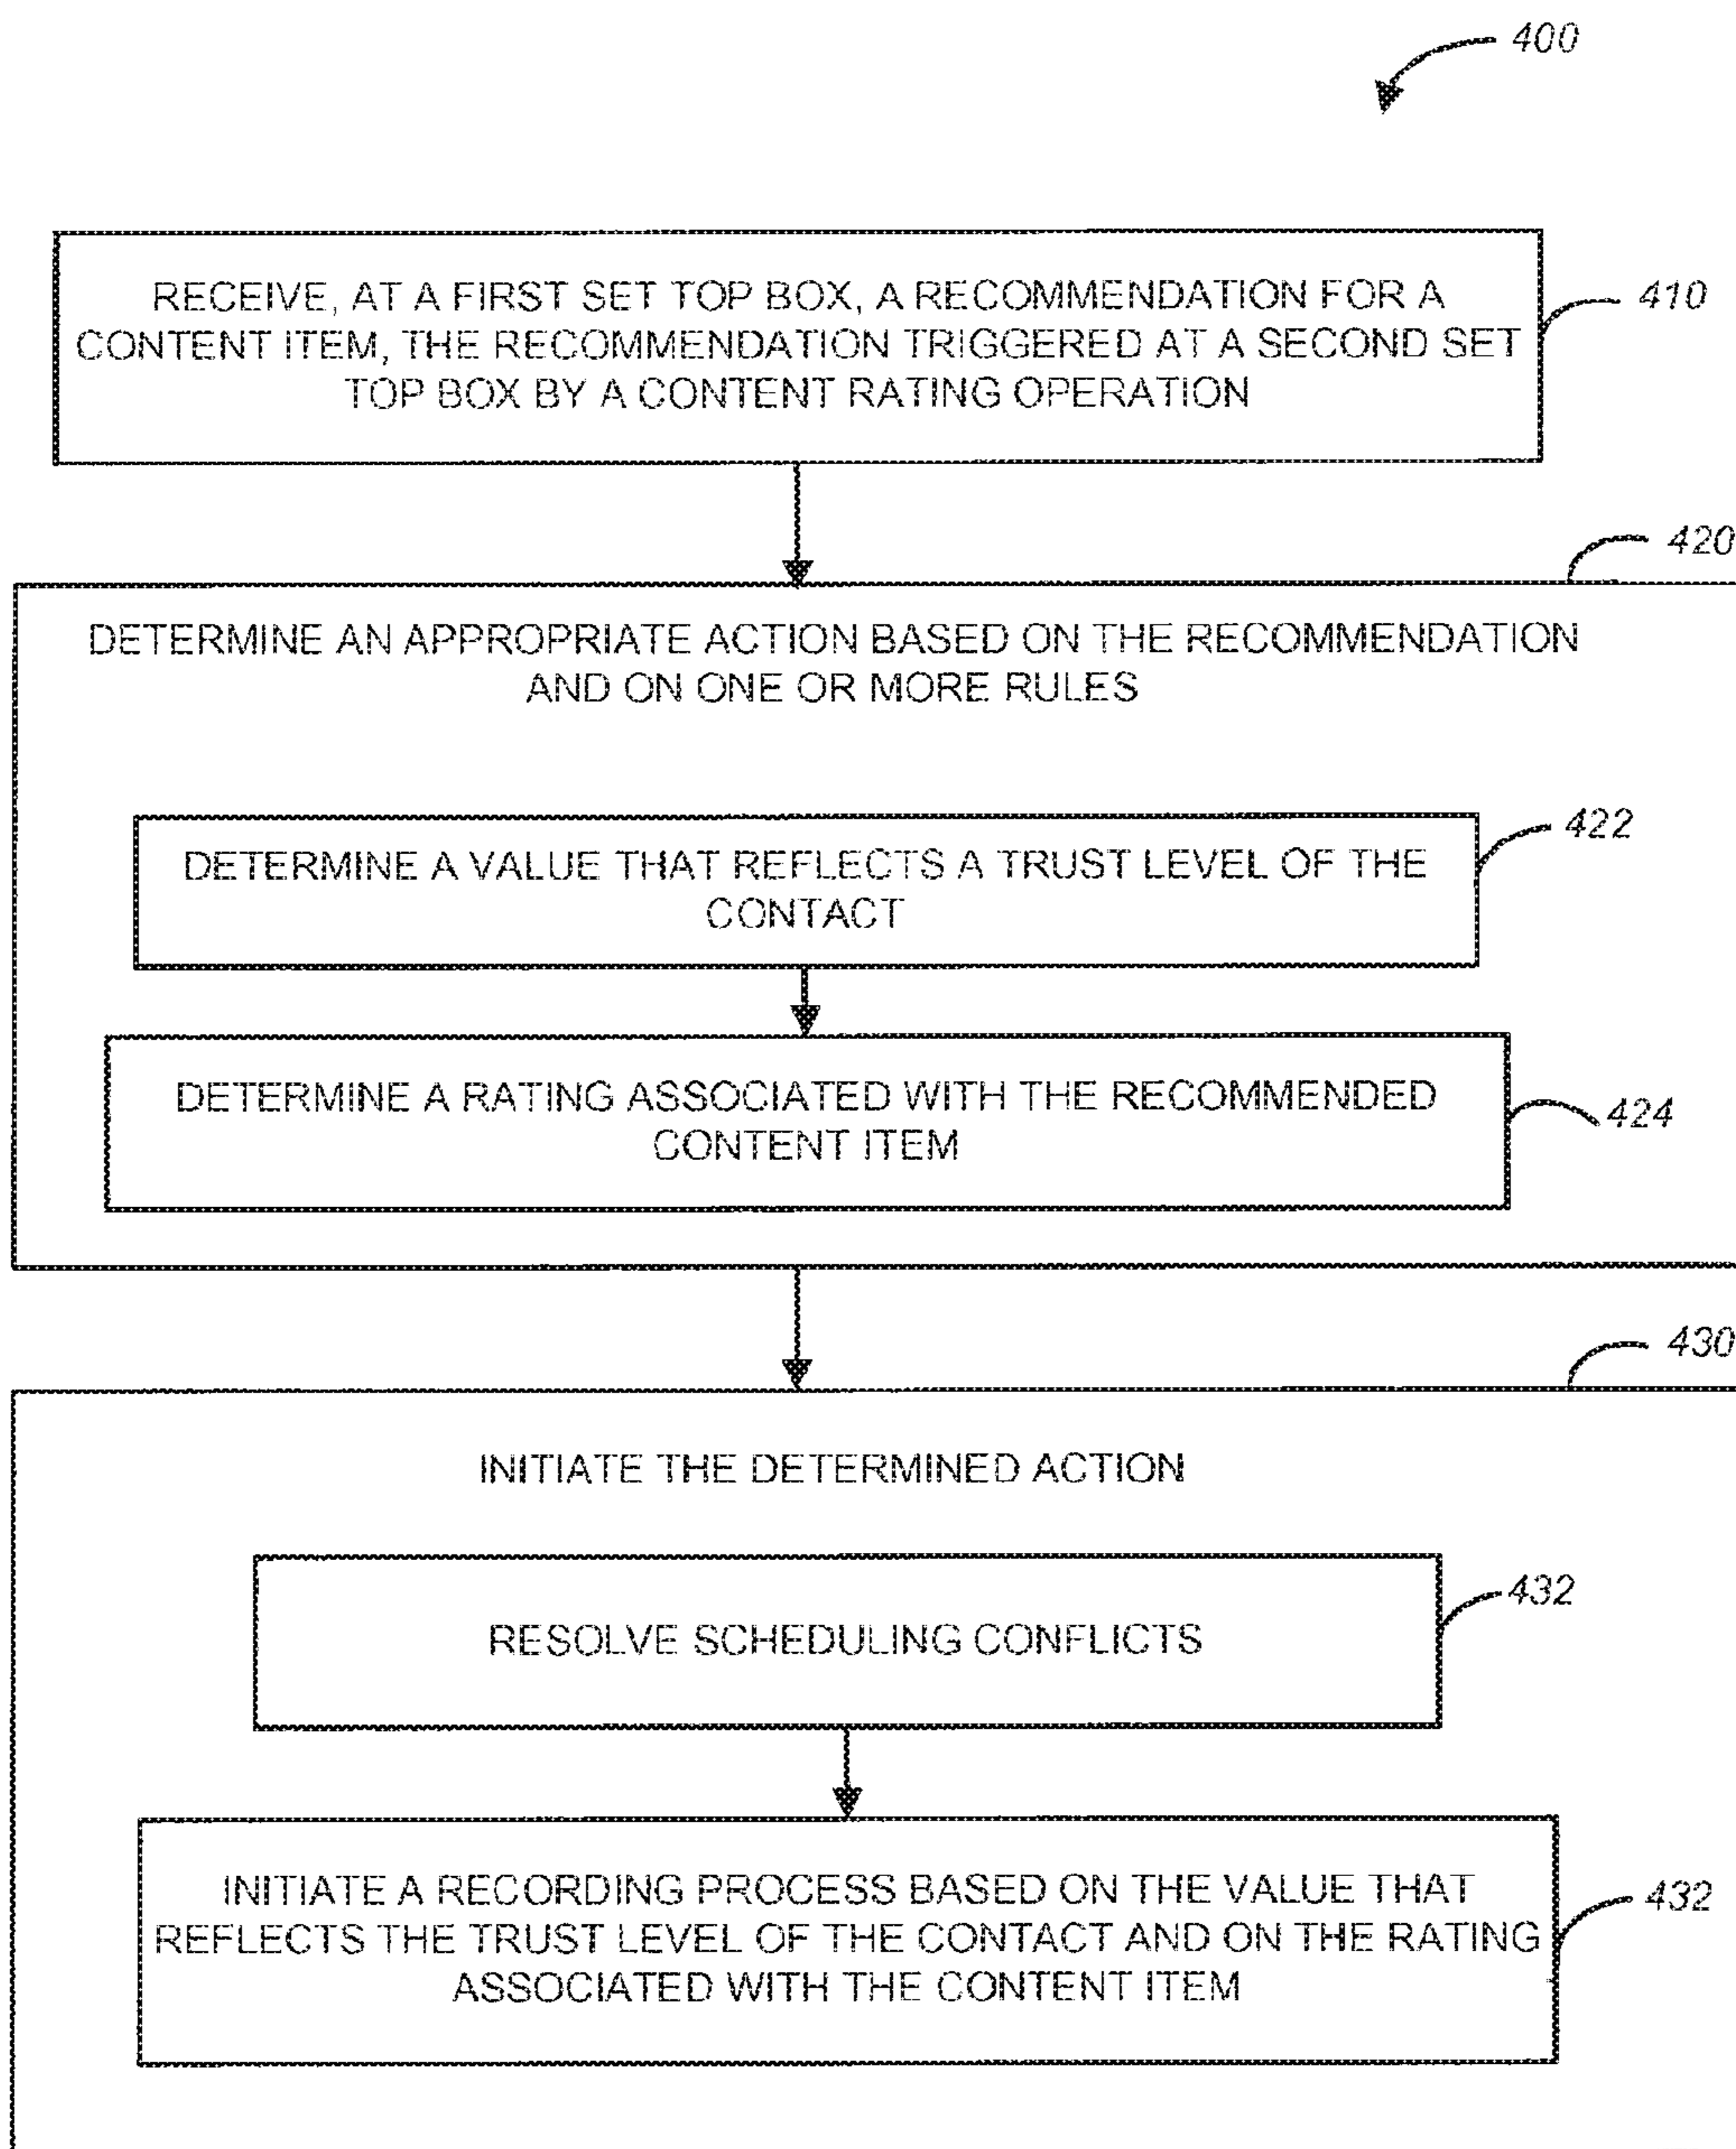 400
RECEIVE, AT A FIRST SET TOP BOX, A RECOMMENDATION FOR A
CONTENT ITEM, THE RECOMMENDATION TRIGGERED AT A SECOND SET
TOP BOX BY A CONTENT RATING OPERATION
410
420
DETERMINE AN APPROPRIATE ACTION BASED ON THE RECOMMENDATION
AND ON ONE OR MORE RULES
422
DETERMINE A VALUE THAT REFLECTS A TRUST LEVEL OF THE
CONTACT
DETERMINE A RATING ASSOCIATED WITH THE RECOMMENDED
CONTENT ITEM
424
430
INITIATE THE DETERMINED ACTION
432
RESOLVE SCHEDULING CONFLICTS
INITIATE A RECORDING PROCESS BASED ON THE VALUE THAT
REFLECTS THE TRUST LEVEL OF THE CONTACT AND ON THE RATING
ASSOCIATED WITH THE CONTENT ITEM
432